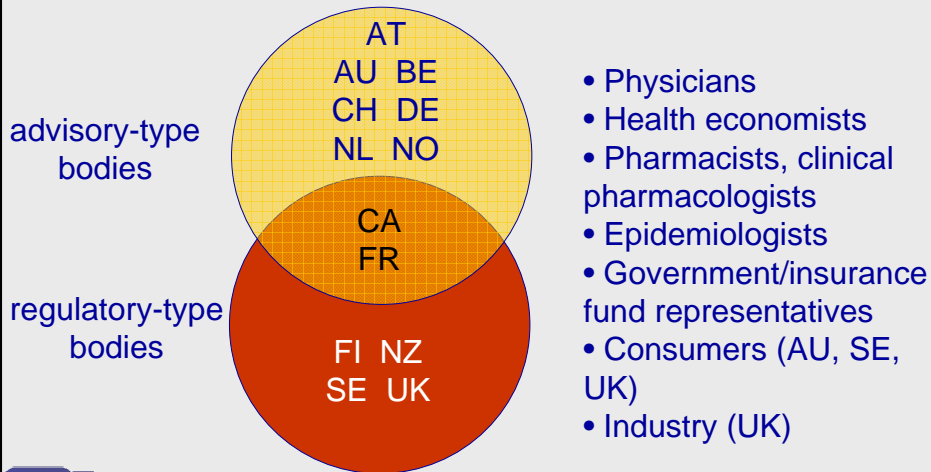 advisory-type
bodies
AT
AU BE
CH DE
NL NO
CA
FR
regulatory-type
bodies
FI NZ
SE UK
• Physicians
• Health economists
• Pharmacists, clinical
pharmacologists
• Epidemiologists
• Government/insurance
fund representatives
• Consumers (AU, SE,
UK)
• Industry (UK)